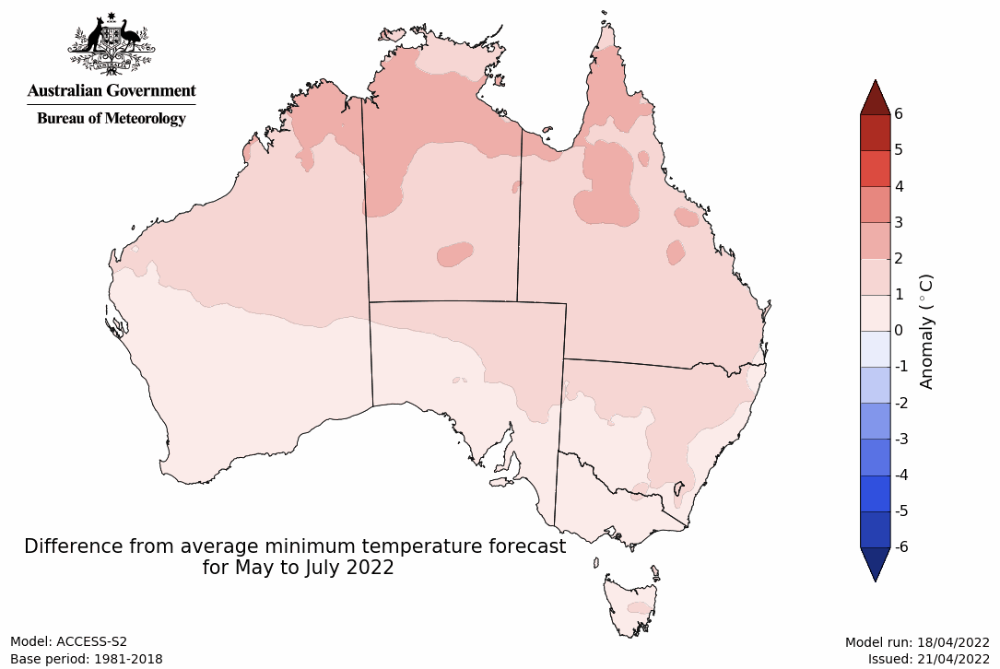 Australian Government
Bureau of Meteorology
6
5
4
3
2
1
0
-1
-2
-3
-4
-5
-6
Anomaly (°C)
Difference from average minimum temperature forecast
for May to July 2022
Model: ACCESS-S2
Base period: 1981-2018
Model run: 18/04/2022
Issued: 21/04/2022